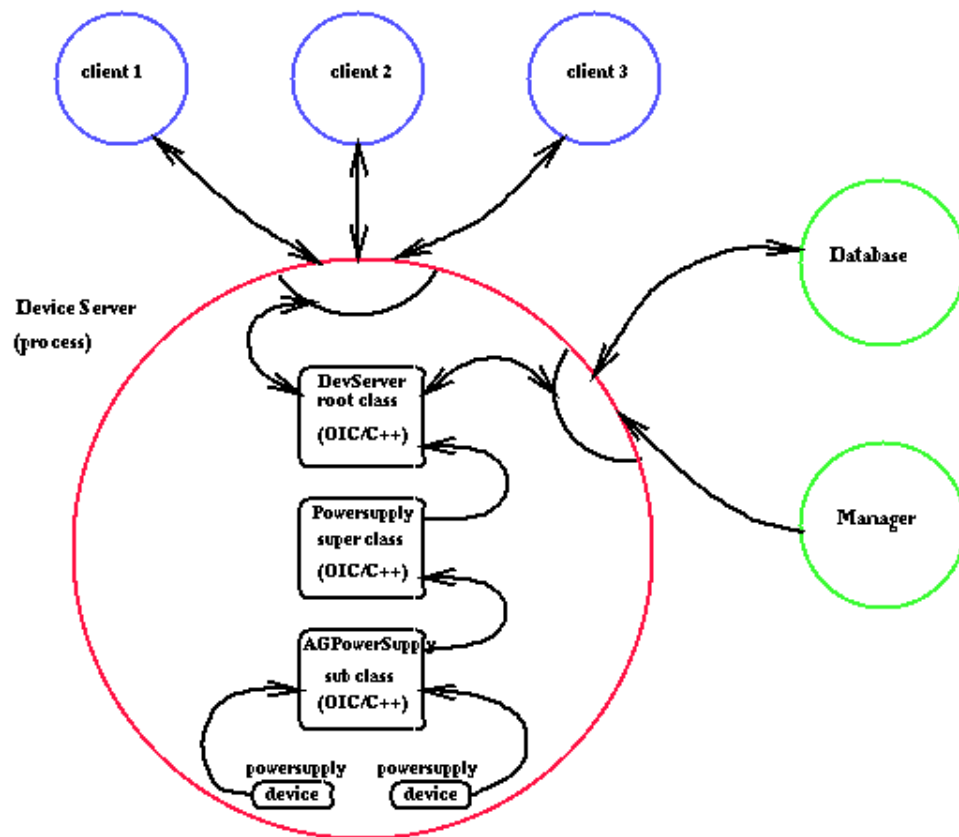 client 1
client 2
client 3
Database
Device Server
(process)
DevServer
root class
(OIC/C++)
Powersupply
super class
(OIC/C++)
Manager
AGPowerSupply
sub class
(OIC/C++)
powersupply
device
powersupply
device